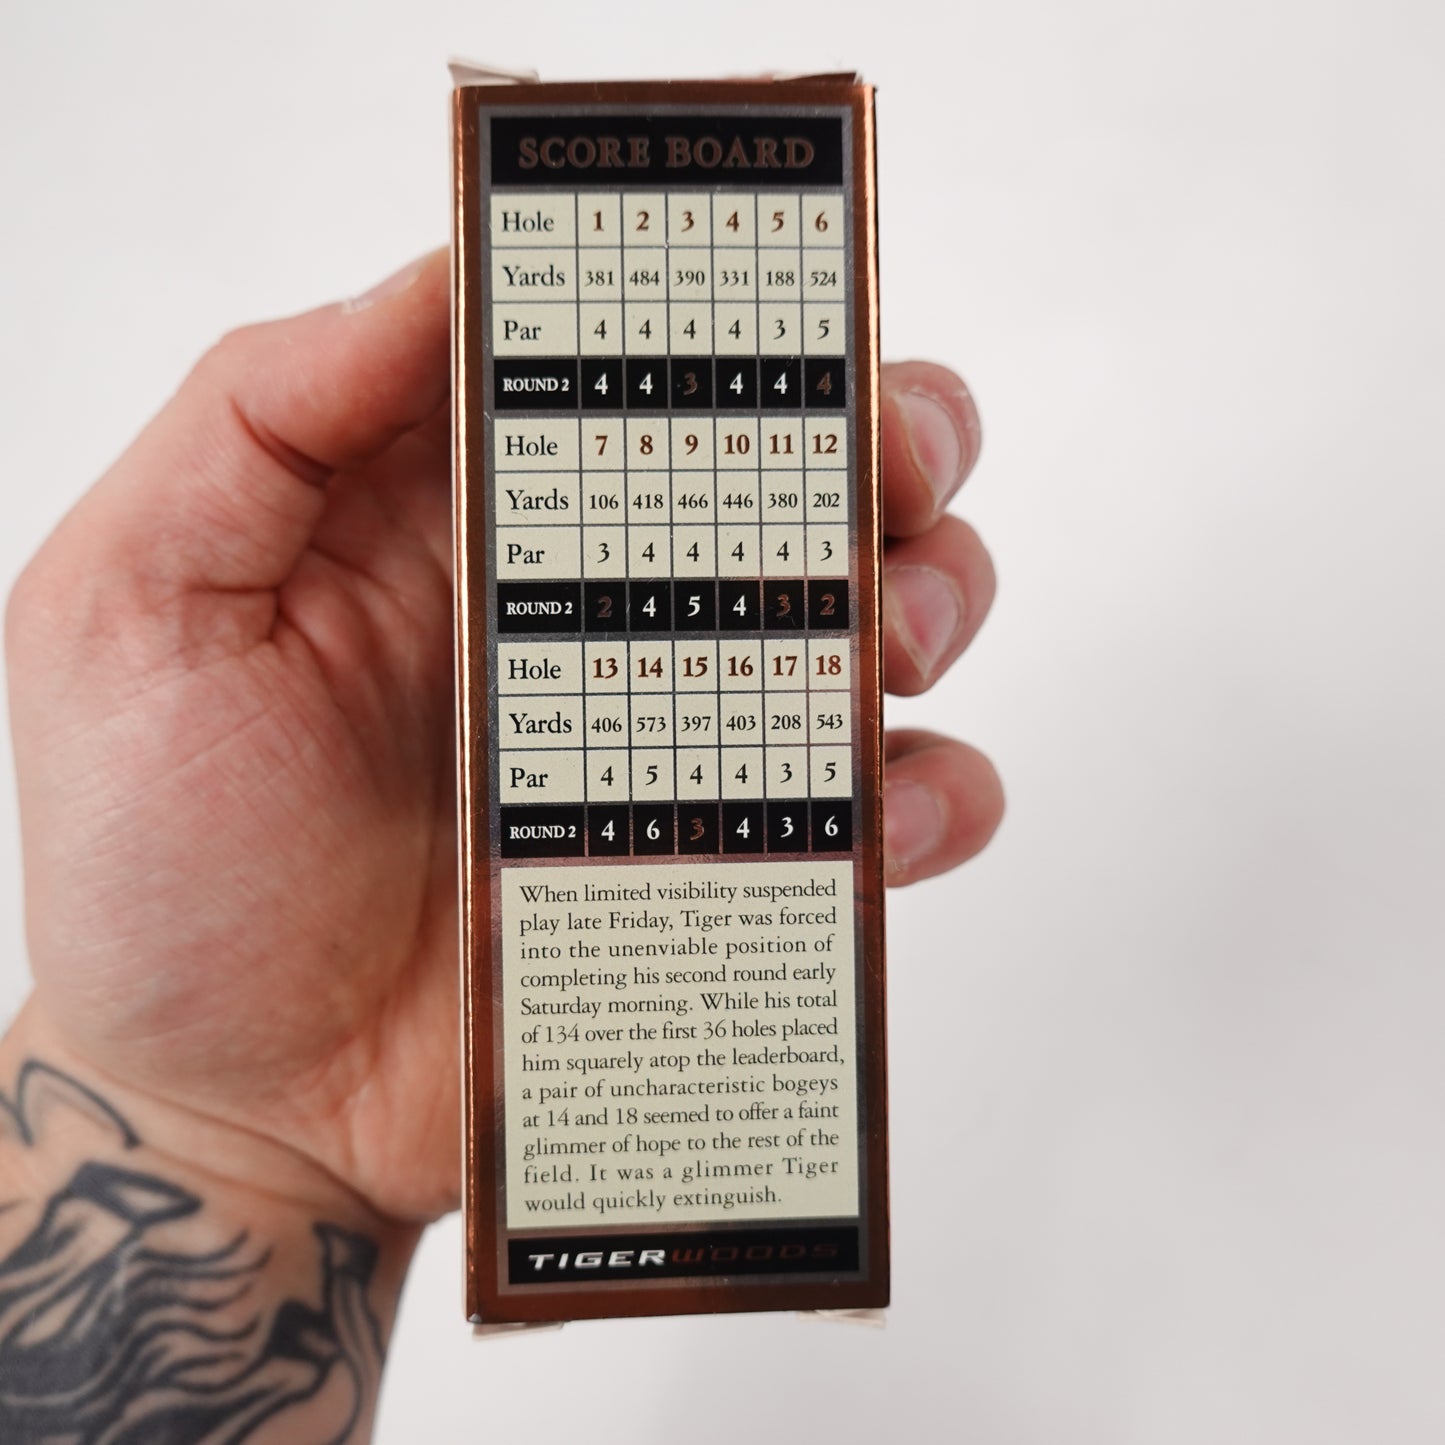 SCORE BOARD
Hole 1 2 3 4 5 6
Yards 381 484 390 331 188 524
Par 4 4 4 4 3 5
ROUND 2 4 4 3 4 4 4
Hole 7 8 9 10 11 12
Yards 106 418 466 446 380 202
Par 3 4 4 4 4 3
ROUND 2 2 4 5 4 3 2
Hole 13 14 15 16 17 18
Yards 406 573 397 403 208 543
Par 4 5 4 4 3 5
ROUND 2 4 6 3 4 3 6
When limited visibility suspended
play late Friday, Tiger was forced
into the unenviable position of
completing his second round early
Saturday morning. While his total
of 134 over the first 36 holes placed
him squarely atop the leaderboard,
a pair of uncharacteristic bogeys
at 14 and 18 seemed to offer a faint
glimmer of hope to the rest of the
field. It was a glimmer Tiger
would quickly extinguish.
TIGERWOODS